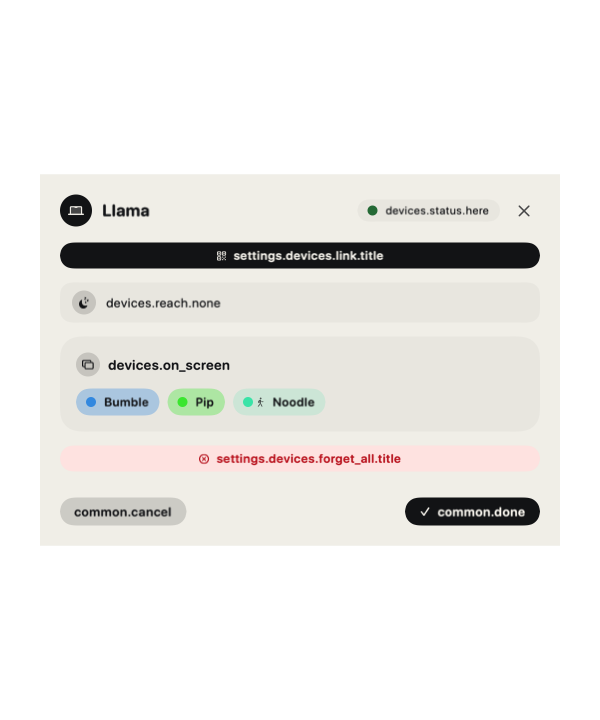 Llama
devices.status.here
settings.devices.link.title
devices.reach.none
devices.on_screen
Bumble
Pip
Noodle
settings.devices.forget_all.title
common.cancel
common.done